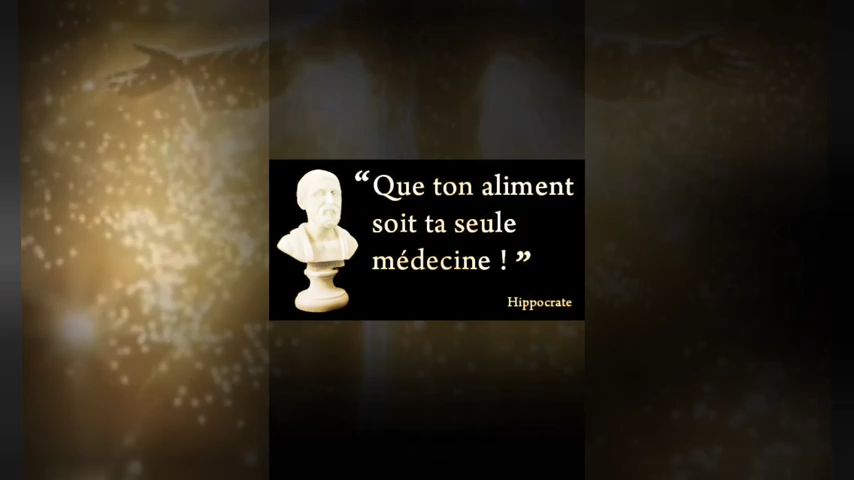 “Que ton aliment
soit ta seule
médecine ! ”
Hippocrate